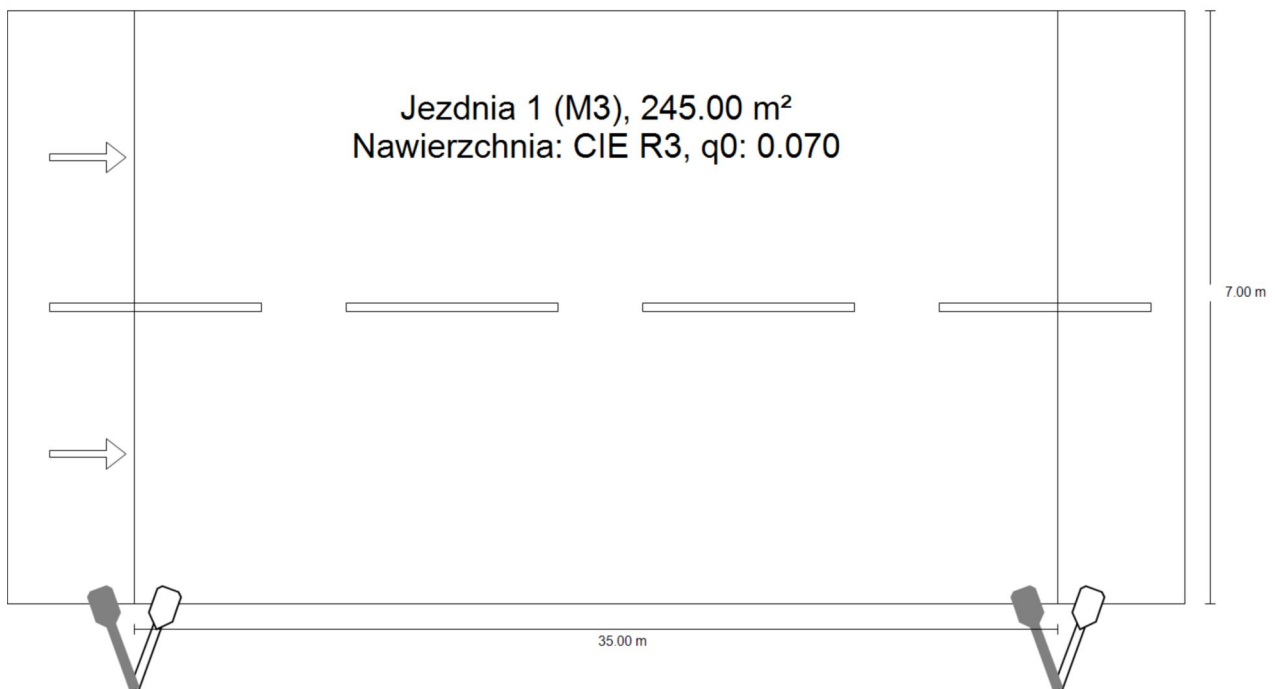 Jezdnia 1 (M3), 245.00 m²
Nawierzchnia: CIE R3, q0: 0.070
7.00 m
35.00 m